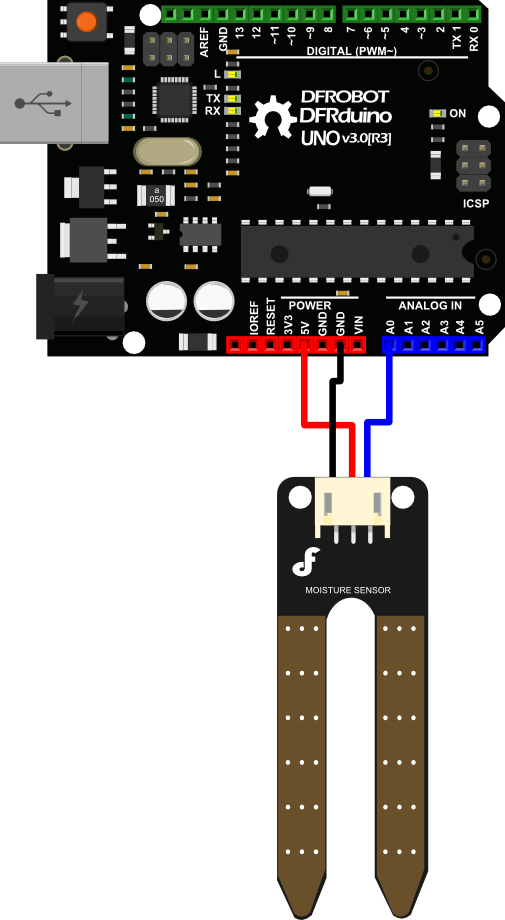 AREF
GND
13
12
~11
~10
~9
8
7
~6
~5
4
~3
2
TX 1
RX 0
DIGITAL (PWM~)
L
TX
RX
DFROBOT
DFRduino
UNO v3.0[R3]
ON
ICSP
a
050
POWER
ANALOG IN
IOREF
RESET
3V3
5V
GND
GND
VIN
A0
A1
A2
A3
A4
A5
MOISTURE SENSOR